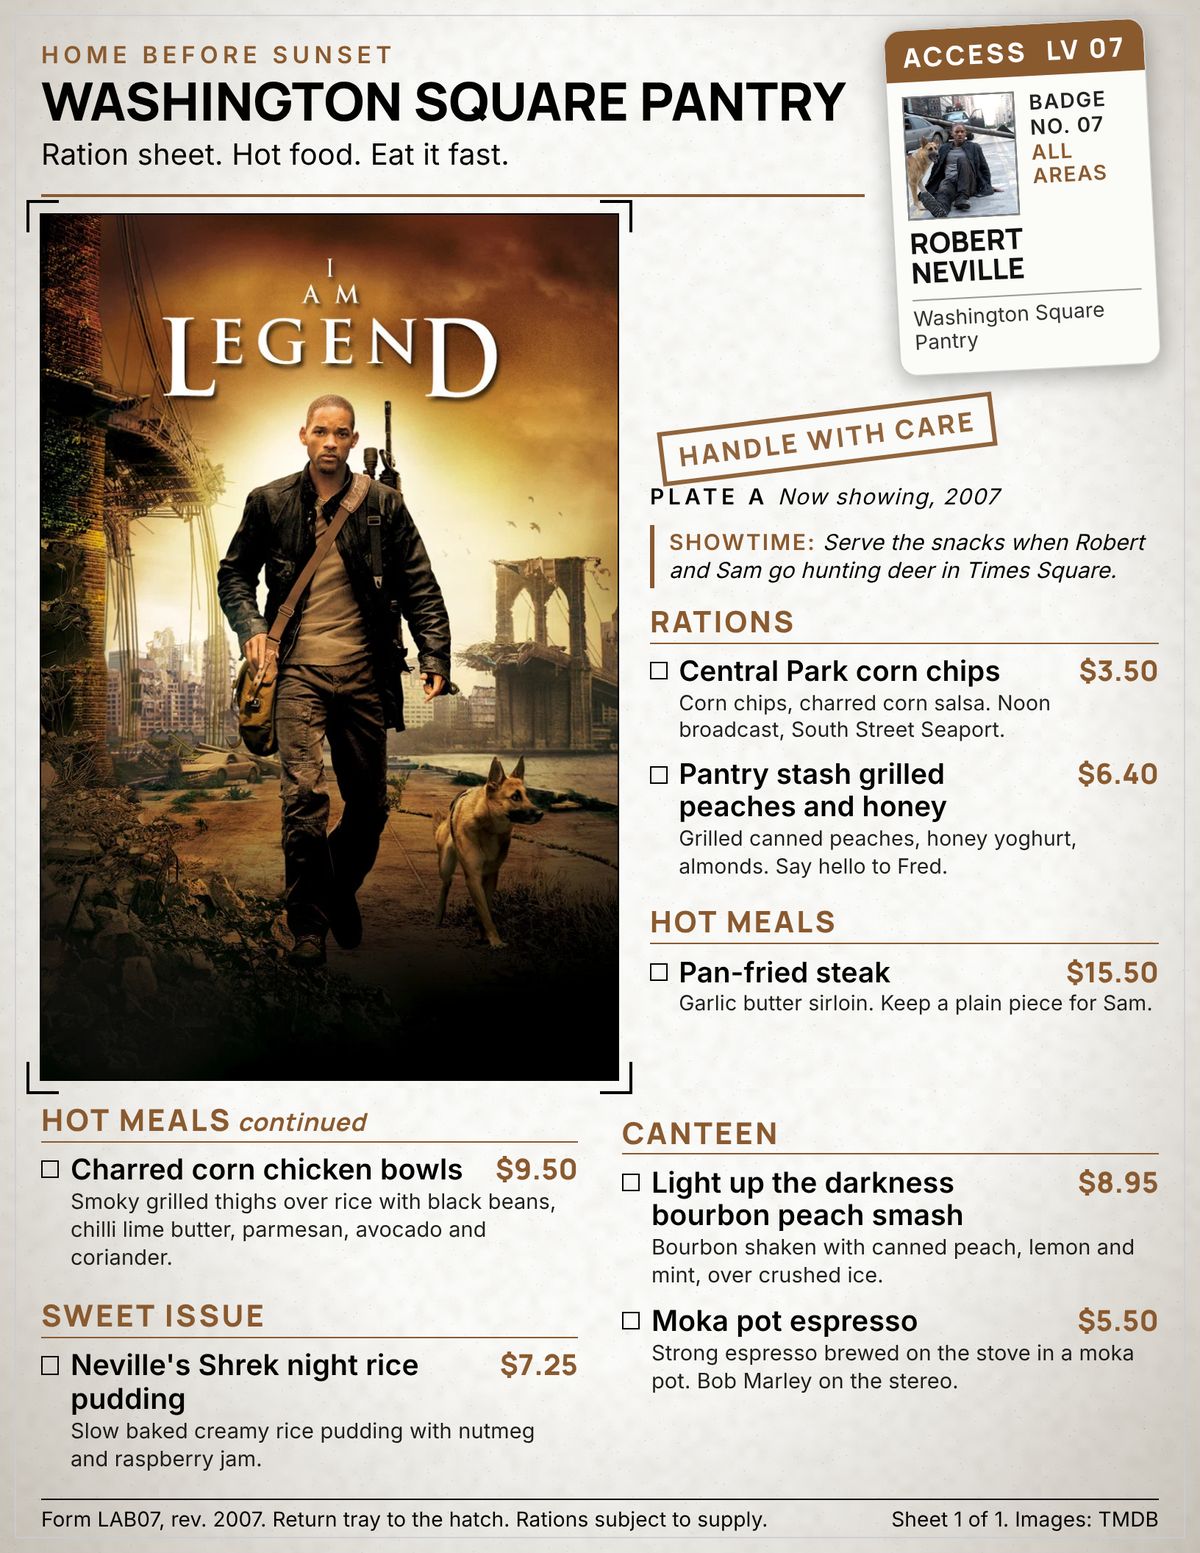 HOME BEFORE SUNSET
WASHINGTON SQUARE PANTRY
Ration sheet. Hot food. Eat it fast.
ACCESS LV 07
BADGE
NO. 07
ALL
AREAS
ROBERT
NEVILLE
Washington Square
Pantry
I
AM
LEGEND
HANDLE WITH CARE
PLATE A Now showing, 2007
SHOWTIME: Serve the snacks when Robert
and Sam go hunting deer in Times Square.
RATIONS
Central Park corn chips $3.50
Corn chips, charred corn salsa. Noon
broadcast, South Street Seaport.
Pantry stash grilled $6.40
peaches and honey
Grilled canned peaches, honey yoghurt,
almonds. Say hello to Fred.
HOT MEALS
Pan-fried steak $15.50
Garlic butter sirloin. Keep a plain piece for Sam.
HOT MEALS continued
Charred corn chicken bowls $9.50
Smoky grilled thighs over rice with black beans,
chilli lime butter, parmesan, avocado and
coriander.
SWEET ISSUE
Neville's Shrek night rice $7.25
pudding
Slow baked creamy rice pudding with nutmeg
and raspberry jam.
CANTEEN
Light up the darkness $8.95
bourbon peach smash
Bourbon shaken with canned peach, lemon and
mint, over crushed ice.
Moka pot espresso $5.50
Strong espresso brewed on the stove in a moka
pot. Bob Marley on the stereo.
Form LAB07, rev. 2007. Return tray to the hatch. Rations subject to supply.
Sheet 1 of 1. Images: TMDB